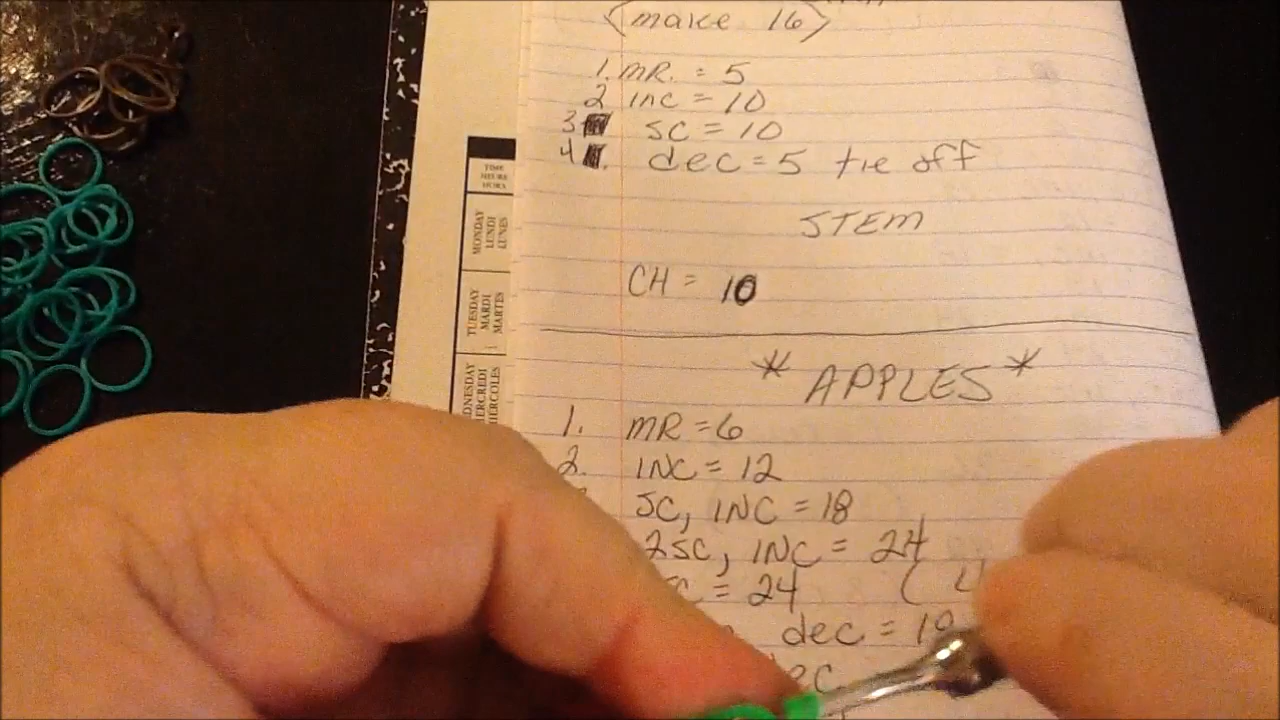 (make 16)
1. MR. = 5
2 INC = 10
3 SC = 10
4 . dec = 5 tie off
STEM
CH = 10
* APPLES *
1. MR = 6
2. INC = 12
SC, INC = 18
2SC, INC = 24
= 24 (
dec =
TIME
HEURE
HORA
MONDAY
LUNDI
LUNES
TUESDAY
MARDI
MARTES